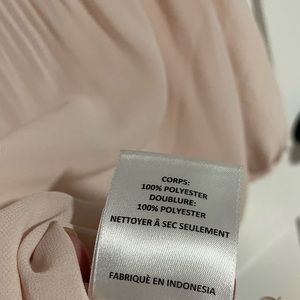 CORPS:
100% POLYESTER
DOUBLURE:
100% POLYESTER
NETTOYER À SEC SEULEMENT
FABRIQUÈ EN INDONESIA